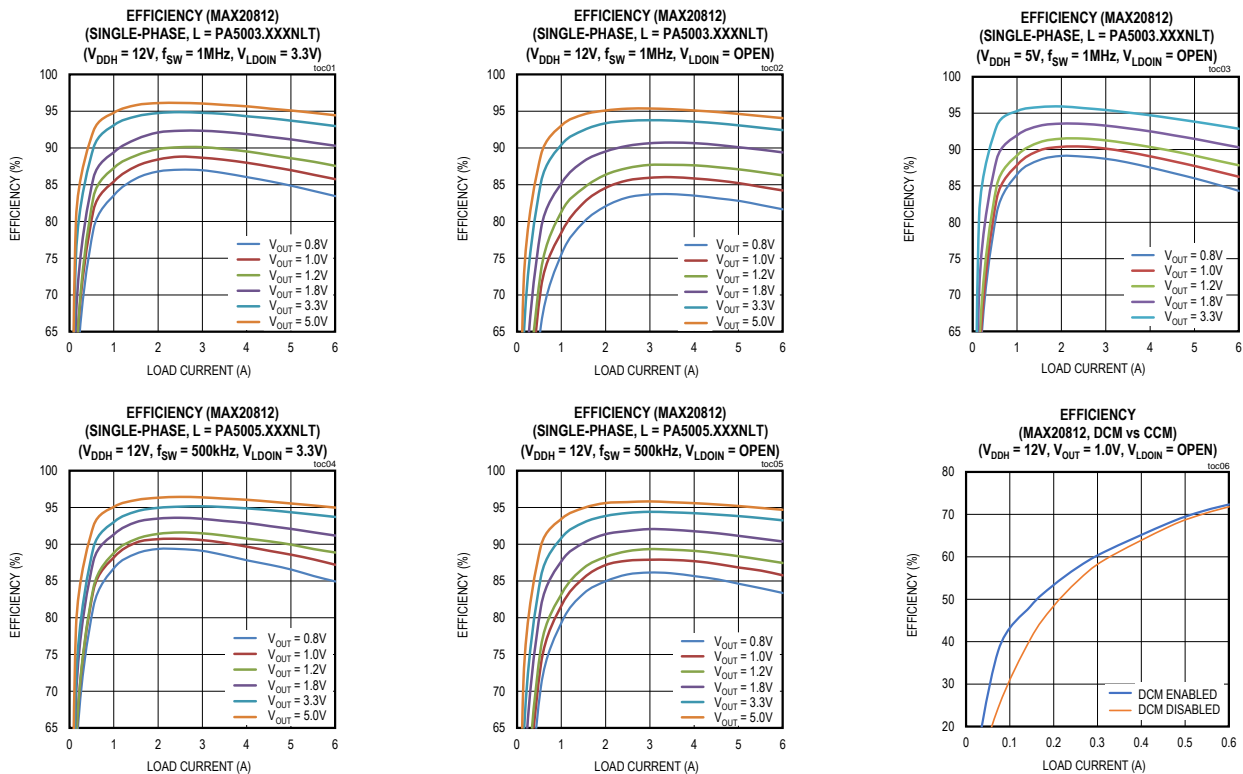 EFFICIENCY (MAX20812)
(SINGLE-PHASE, L = PA5003.XXXNLT)
(VDDH = 12V, fSW = 1MHz, VLDOIN = 3.3V)
toc01
100
95
90
85
80
75
70
65
EFFICIENCY (%)
VOUT = 0.8V
VOUT = 1.0V
VOUT = 1.2V
VOUT = 1.8V
VOUT = 3.3V
VOUT = 5.0V
0 1 2 3 4 5 6
LOAD CURRENT (A)
EFFICIENCY (MAX20812)
(SINGLE-PHASE, L = PA5003.XXXNLT)
(VDDH = 12V, fSW = 1MHz, VLDOIN = OPEN)
toc02
100
95
90
85
80
75
70
65
EFFICIENCY (%)
VOUT = 0.8V
VOUT = 1.0V
VOUT = 1.2V
VOUT = 1.8V
VOUT = 3.3V
VOUT = 5.0V
0 1 2 3 4 5 6
LOAD CURRENT (A)
EFFICIENCY (MAX20812)
(SINGLE-PHASE, L = PA5003.XXXNLT)
(VDDH = 5V, fSW = 1MHz, VLDOIN = OPEN)
toc03
100
95
90
85
80
75
70
65
EFFICIENCY (%)
VOUT = 0.8V
VOUT = 1.0V
VOUT = 1.2V
VOUT = 1.8V
VOUT = 3.3V
0 1 2 3 4 5 6
LOAD CURRENT (A)
EFFICIENCY (MAX20812)
(SINGLE-PHASE, L = PA5005.XXXNLT)
(VDDH = 12V, fSW = 500kHz, VLDOIN = 3.3V)
toc04
100
95
90
85
80
75
70
65
EFFICIENCY (%)
VOUT = 0.8V
VOUT = 1.0V
VOUT = 1.2V
VOUT = 1.8V
VOUT = 3.3V
VOUT = 5.0V
0 1 2 3 4 5 6
LOAD CURRENT (A)
EFFICIENCY (MAX20812)
(SINGLE-PHASE, L = PA5005.XXXNLT)
(VDDH = 12V, fSW = 500kHz, VLDOIN = OPEN)
toc05
100
95
90
85
80
75
70
65
EFFICIENCY (%)
VOUT = 0.8V
VOUT = 1.0V
VOUT = 1.2V
VOUT = 1.8V
VOUT = 3.3V
VOUT = 5.0V
0 1 2 3 4 5 6
LOAD CURRENT (A)
EFFICIENCY
(MAX20812, DCM vs CCM)
(VDDH = 12V, VOUT = 1.0V, VLDOIN = OPEN)
toc06
80
70
60
50
40
30
20
EFFICIENCY (%)
DCM ENABLED
DCM DISABLED
0 0.1 0.2 0.3 0.4 0.5 0.6
LOAD CURRENT (A)